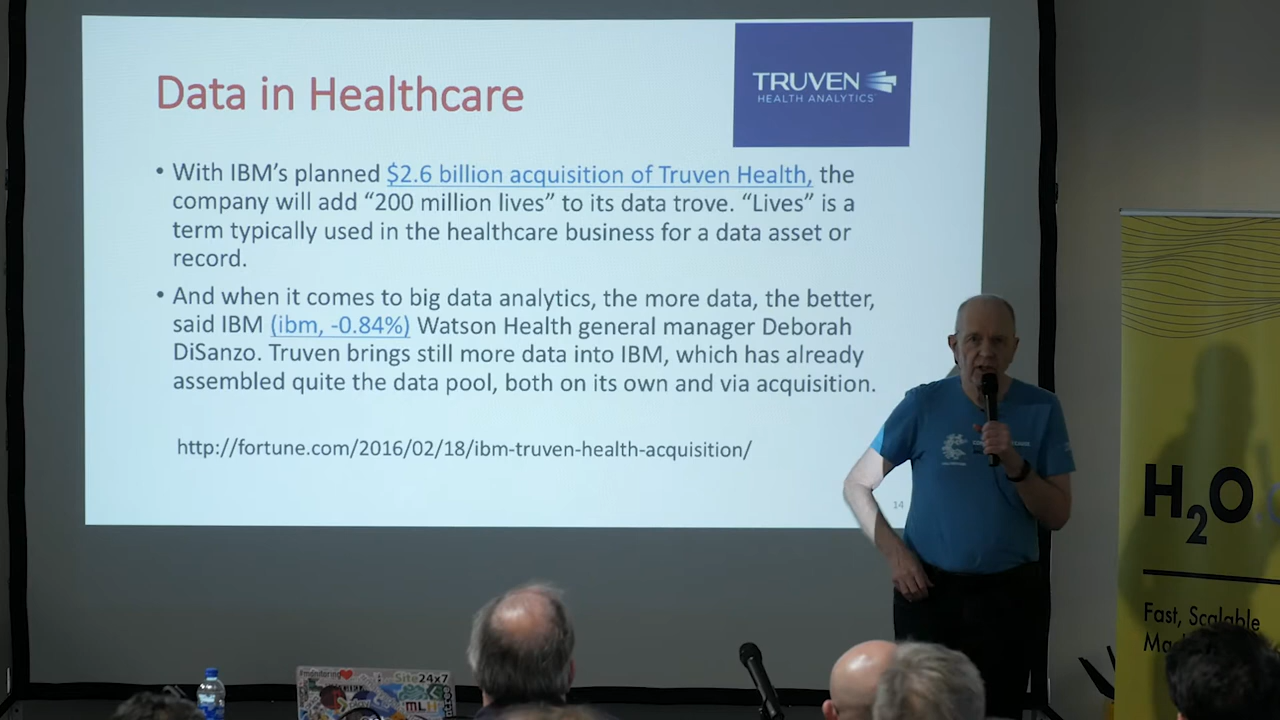 Data in Healthcare
TRUVEN
HEALTH ANALYTICS
• With IBM’s planned $2.6 billion acquisition of Truven Health, the
company will add “200 million lives” to its data trove. “Lives” is a
term typically used in the healthcare business for a data asset or
record.
• And when it comes to big data analytics, the more data, the better,
said IBM (ibm, -0.84%) Watson Health general manager Deborah
DiSanzo. Truven brings still more data into IBM, which has already
assembled quite the data pool, both on its own and via acquisition.
http://fortune.com/2016/02/18/ibm-truven-health-acquisition/
14
H2O
Fast, Scalable
Site24x7
MLH